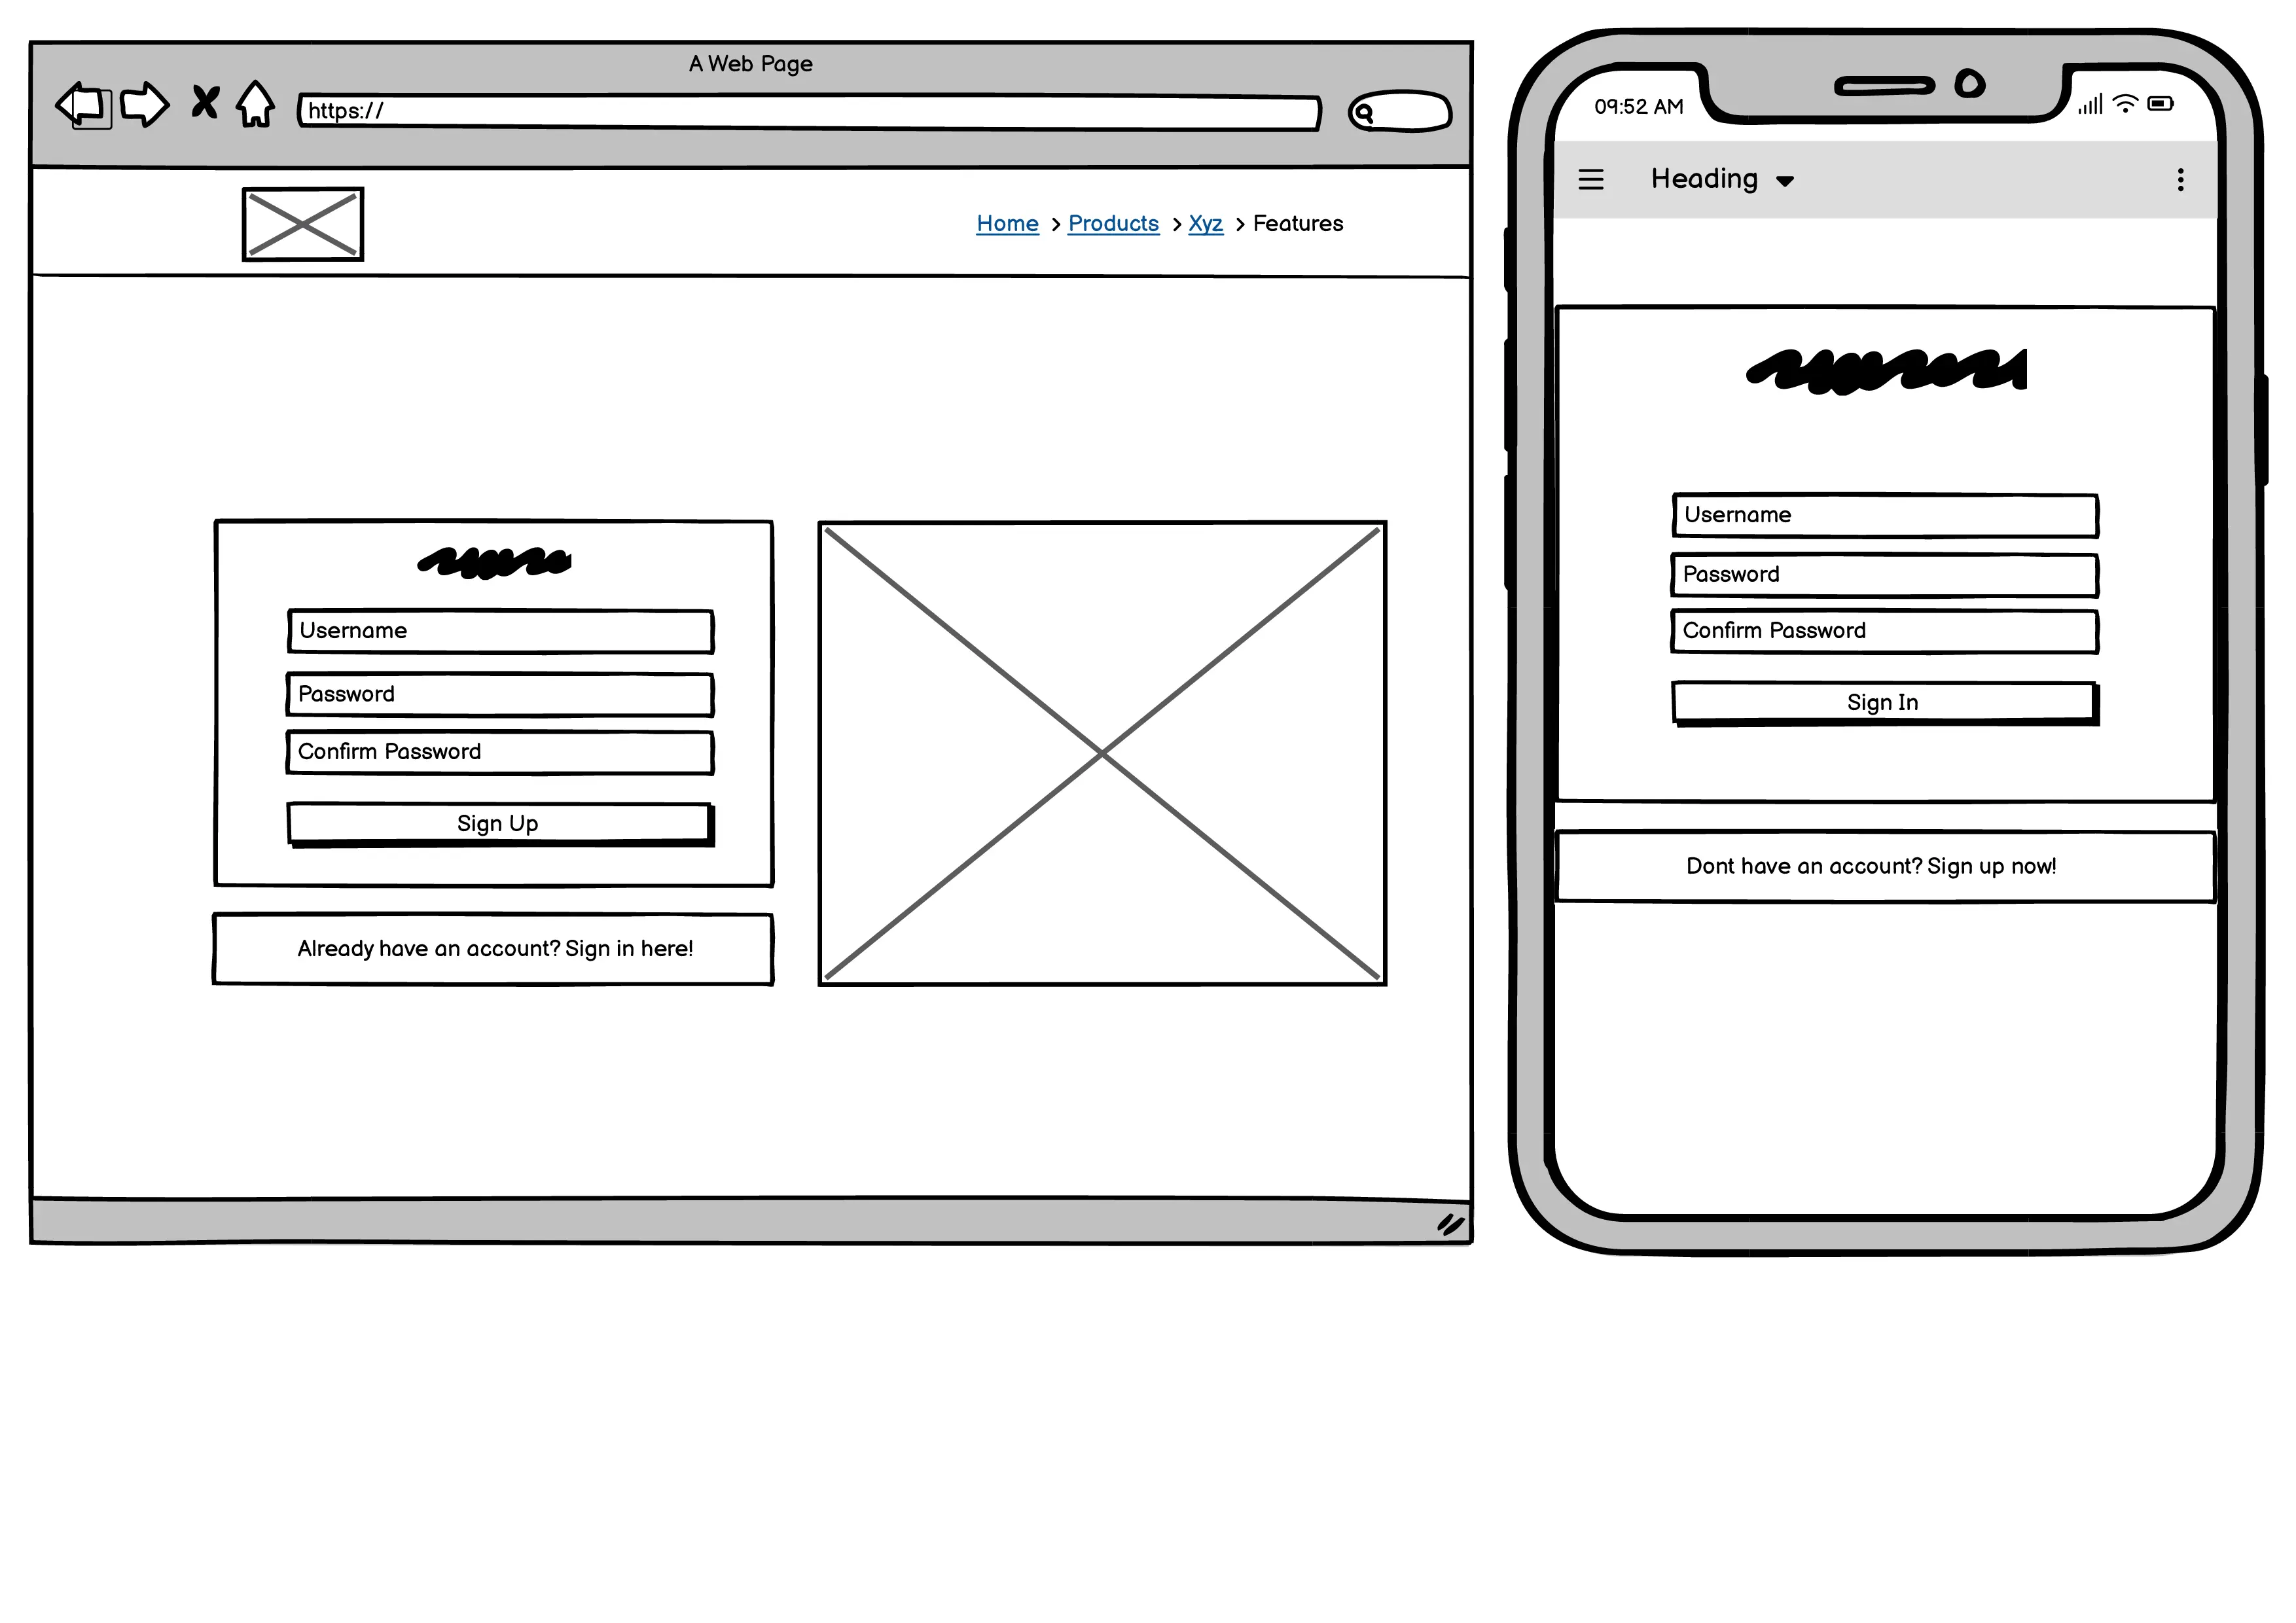 A Web Page
https://
Home > Products > Xyz > Features
Username
Password
Confirm Password
Sign Up
Already have an account? Sign in here!
09:52 AM
Heading
Username
Password
Confirm Password
Sign In
Dont have an account? Sign up now!